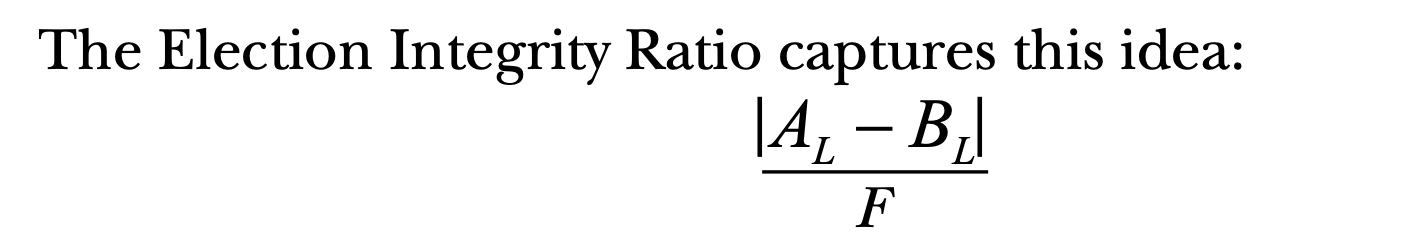 The Election Integrity Ratio captures this idea:
|A_L − B_L|
F